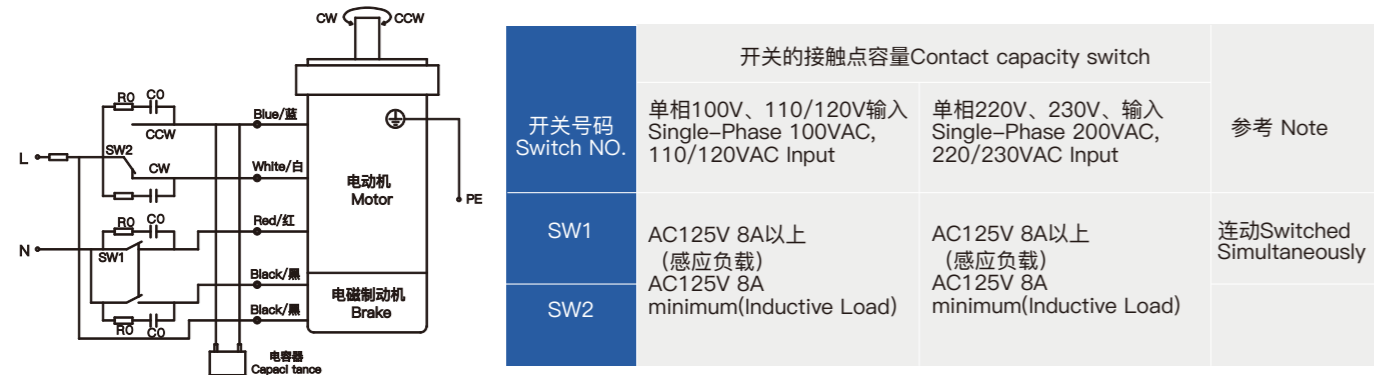 CW
CCW
R0
C0
Blue/蓝
CCW
SW2
L
CW
White/白
电动机
Motor
PE
R0
C0
Red/红
N
SW1
Black/黑
电磁制动机
Brake
Black/黑
R0
C0
电容器
Capaci tance
开关号码
Switch NO.
开关的接触点容量Contact capacity switch
单相100V、110/120V输入
Single-Phase 100VAC,
110/120VAC Input
单相220V、230V、输入
Single-Phase 200VAC,
220/230VAC Input
参考 Note
SW1
AC125V 8A以上
（感应负载）
AC125V 8A
minimum(Inductive Load)
AC125V 8A以上
（感应负载）
AC125V 8A
minimum(Inductive Load)
连动Switched
Simultaneously
SW2